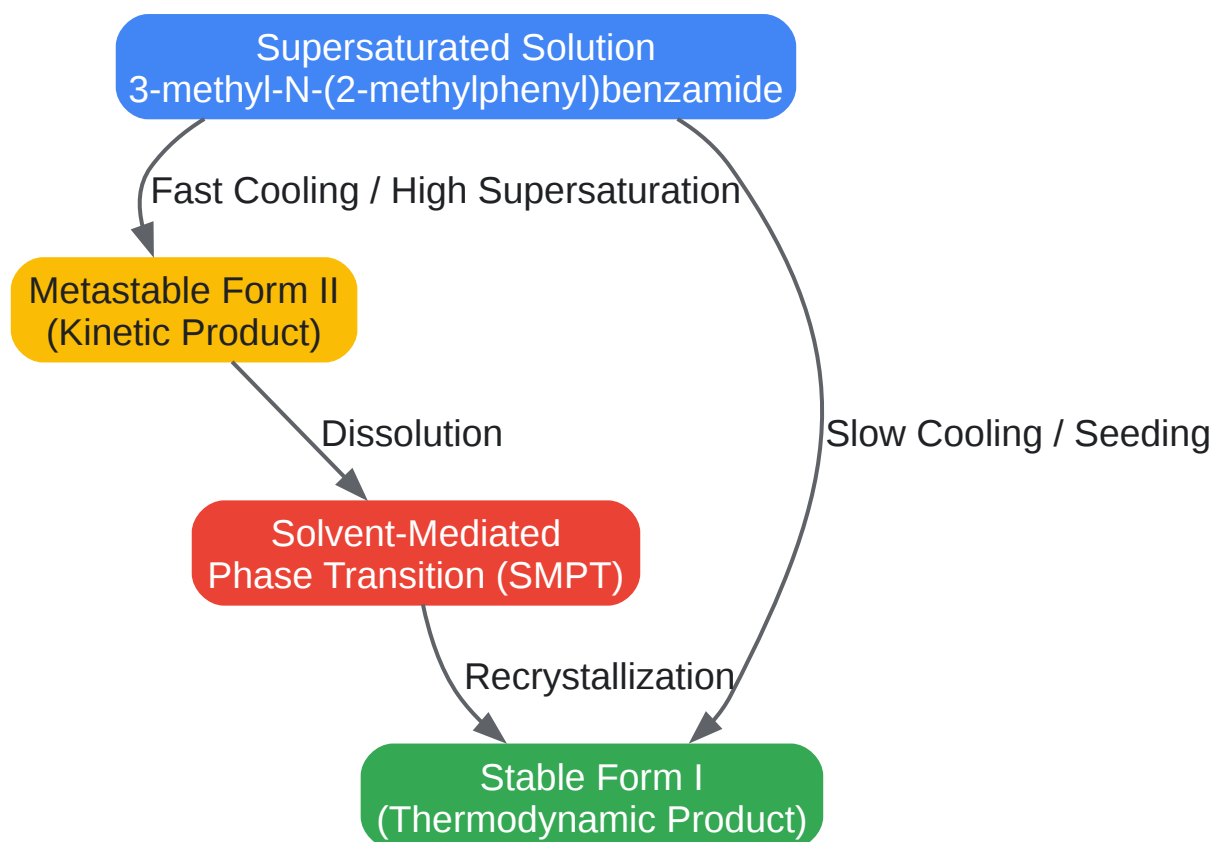 Supersaturated Solution
3-methyl-N-(2-methylphenyl)benzamide
Fast Cooling / High Supersaturation
Metastable Form II
(Kinetic Product)
Dissolution
Slow Cooling / Seeding
Solvent-Mediated
Phase Transition (SMPT)
Recrystallization
Stable Form I
(Thermodynamic Product)